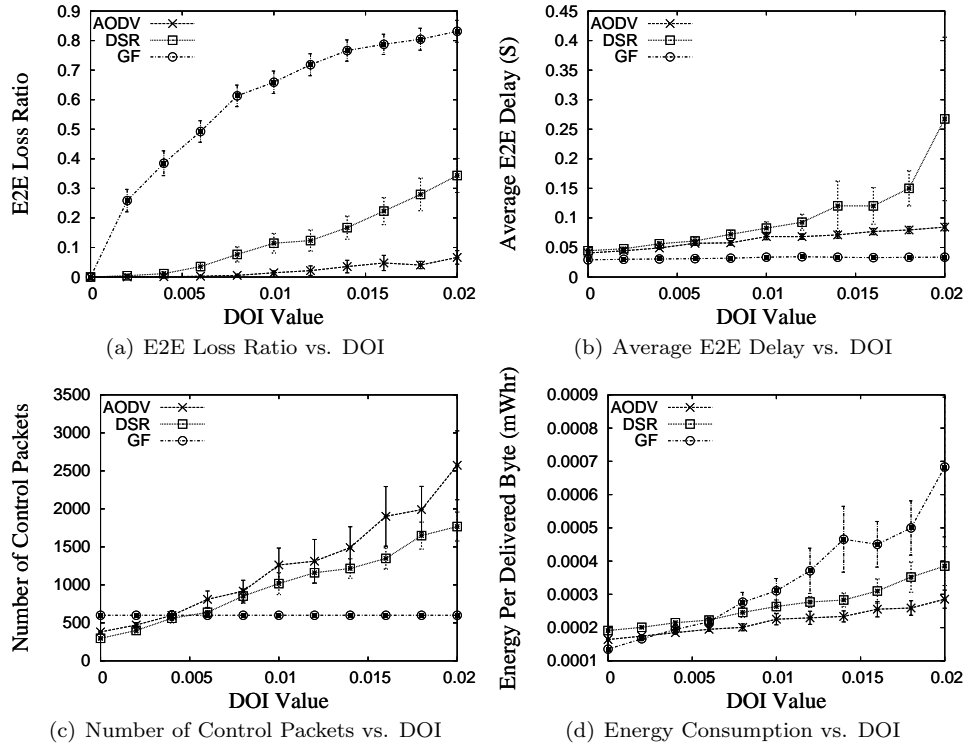 E2E Loss Ratio
0.9
0.8
0.7
0.6
0.5
0.4
0.3
0.2
0.1
0
AODV
DSR
GF
0 0.005 0.01 0.015 0.02
DOI Value
(a) E2E Loss Ratio vs. DOI
Average E2E Delay (S)
0.45
0.4
0.35
0.3
0.25
0.2
0.15
0.1
0.05
0
AODV
DSR
GF
0 0.005 0.01 0.015 0.02
DOI Value
(b) Average E2E Delay vs. DOI
Number of Control Packets
3500
3000
2500
2000
1500
1000
500
0
AODV
DSR
GF
0 0.005 0.01 0.015 0.02
DOI Value
(c) Number of Control Packets vs. DOI
Energy Per Delivered Byte (mWhr)
0.0009
0.0008
0.0007
0.0006
0.0005
0.0004
0.0003
0.0002
0.0001
AODV
DSR
GF
0 0.005 0.01 0.015 0.02
DOI Value
(d) Energy Consumption vs. DOI